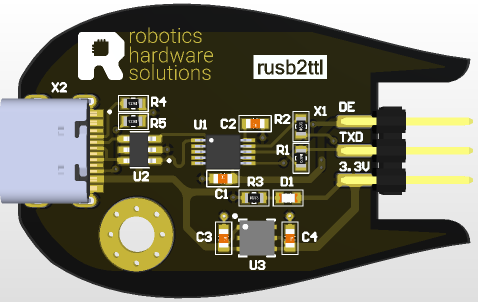 robotics
hardware
solutions
rusb2ttl
X2
R4
R5
U2
U1
C2
R2
X1
R1
C1
R3
D1
C3
U3
C4
DE
TXD
3.3V